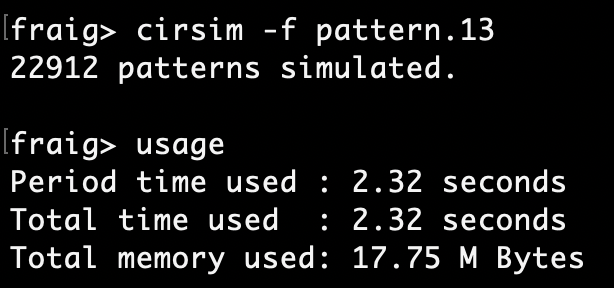 fraig> cirsim -f pattern.13
22912 patterns simulated.
fraig> usage
Period time used : 2.32 seconds
Total time used  : 2.32 seconds
Total memory used: 17.75 M Bytes